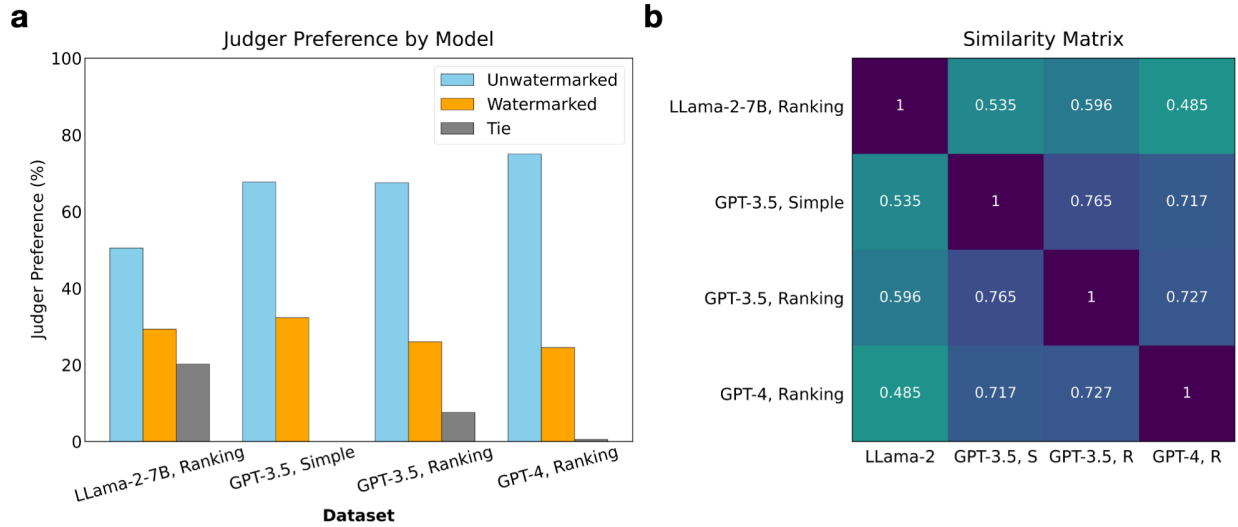 a
Judger Preference by Model
Judger Preference (%)
100
80
60
40
20
0
Unwatermarked
Watermarked
Tie
LLama-2-7B, Ranking
GPT-3.5, Simple
GPT-3.5, Ranking
GPT-4, Ranking
Dataset
b
Similarity Matrix
LLama-2-7B, Ranking 1 0.535 0.596 0.485
GPT-3.5, Simple 0.535 1 0.765 0.717
GPT-3.5, Ranking 0.596 0.765 1 0.727
GPT-4, Ranking 0.485 0.717 0.727 1
LLama-2 GPT-3.5, S GPT-3.5, R GPT-4, R